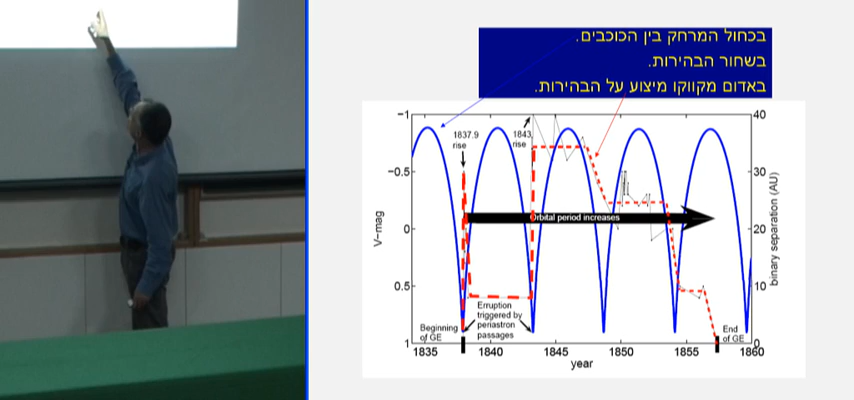 בכחול המרחק בין הכוכבים.
בשחור הבהירות.
באדום מקווקו מיצוע על הבהירות.
−1
−0.5
0
0.5
1
V-mag
1837.9
rise
1843
rise
Orbital period increases
Erruption
triggered by
periastron
passages
Beginning
of GE
End
of GE
40
30
20
10
0
binary separation (AU)
1835
1840
1845
1850
1855
1860
year